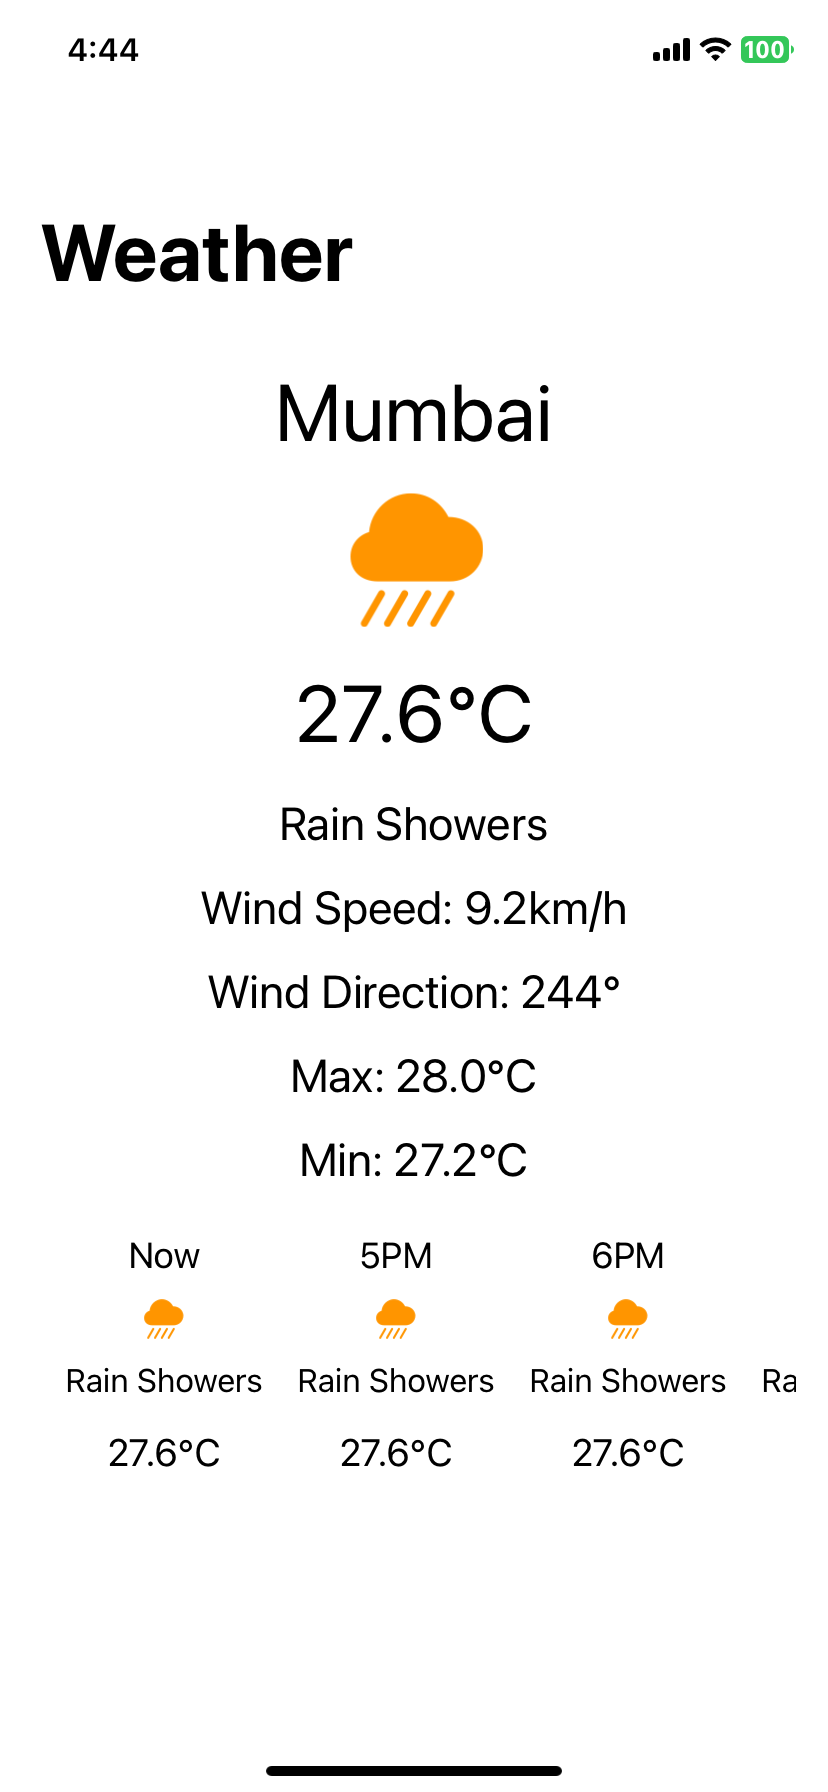 4:44
100
Weather
Mumbai
27.6°C
Rain Showers
Wind Speed: 9.2km/h
Wind Direction: 244°
Max: 28.0°C
Min: 27.2°C
Now 5PM 6PM
Rain Showers Rain Showers Rain Showers Ra
27.6°C 27.6°C 27.6°C